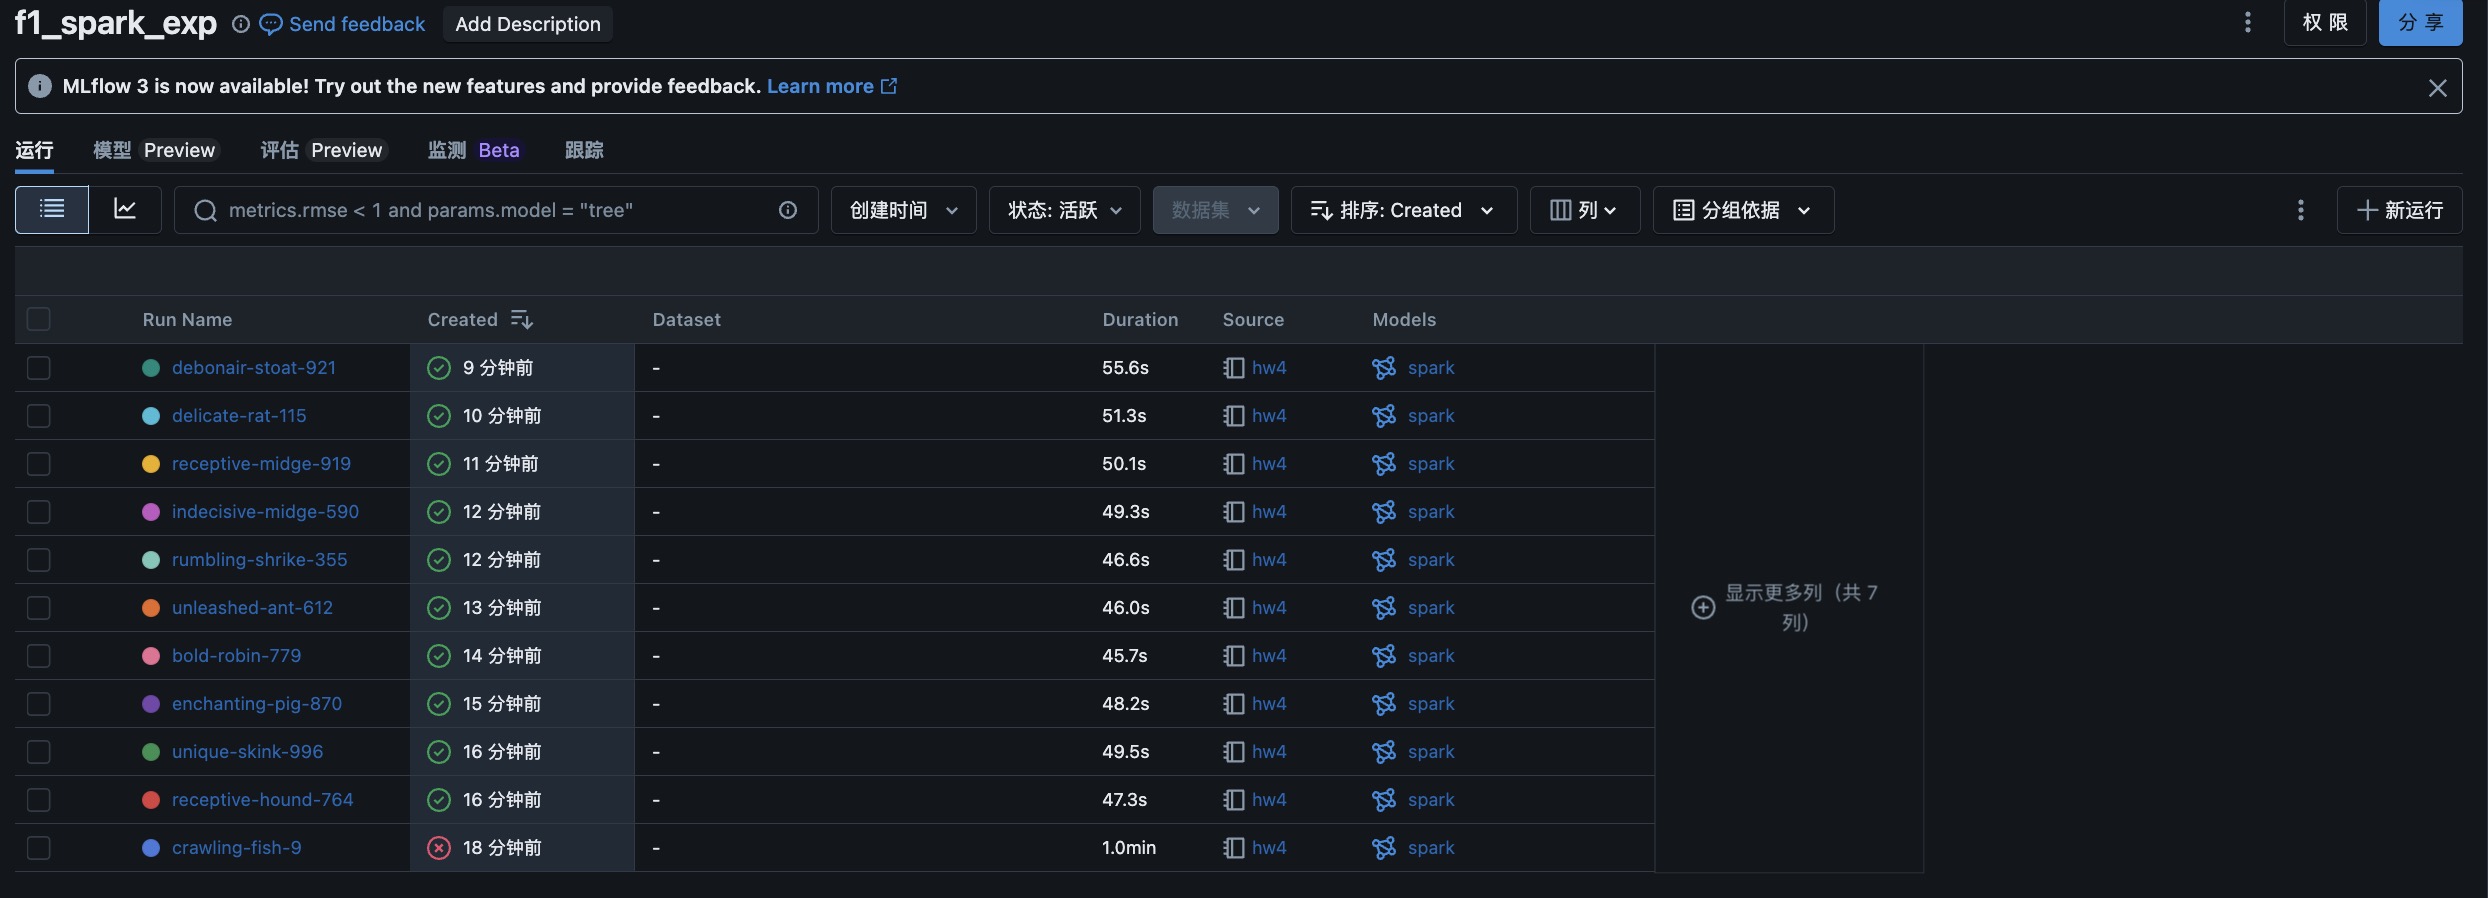 f1_spark_exp Send feedback Add Description 权限 分享
MLflow 3 is now available! Try out the new features and provide feedback. Learn more
运行 模型 Preview 评估 Preview 监测 Beta 跟踪
metrics.rmse < 1 and params.model = "tree" 创建时间 状态: 活跃 数据集 排序: Created 列 分组依据 新运行
Run Name Created Dataset Duration Source Models
debonair-stoat-921 9 分钟前 - 55.6s hw4 spark
delicate-rat-115 10 分钟前 - 51.3s hw4 spark
receptive-midge-919 11 分钟前 - 50.1s hw4 spark
indecisive-midge-590 12 分钟前 - 49.3s hw4 spark
rumbling-shrike-355 12 分钟前 - 46.6s hw4 spark
unleashed-ant-612 13 分钟前 - 46.0s hw4 spark
bold-robin-779 14 分钟前 - 45.7s hw4 spark
enchanting-pig-870 15 分钟前 - 48.2s hw4 spark
unique-skink-996 16 分钟前 - 49.5s hw4 spark
receptive-hound-764 16 分钟前 - 47.3s hw4 spark
crawling-fish-9 18 分钟前 - 1.0min hw4 spark
显示更多列（共 7
列）